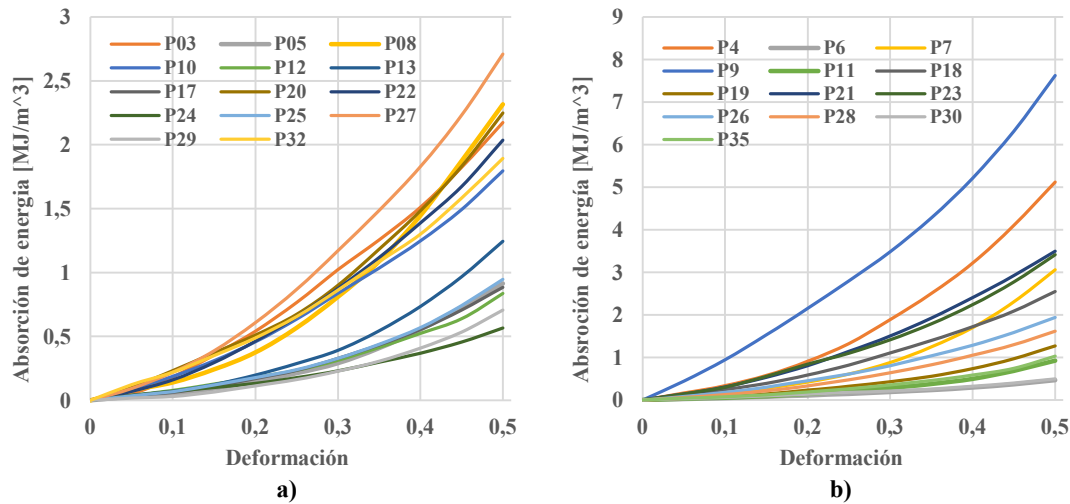 Absorción de energía [MJ/m^3]
3
2,5
2
1,5
1
0,5
0
P03 P05 P08
P10 P12 P13
P17 P20 P22
P24 P25 P27
P29 P32
0 0,1 0,2 0,3 0,4 0,5
Deformación
a)
Absroción de energía [MJ/m^3]
9
8
7
6
5
4
3
2
1
0
P4 P6 P7
P9 P11 P18
P19 P21 P23
P26 P28 P30
P35
0 0,1 0,2 0,3 0,4 0,5
Deformación
b)